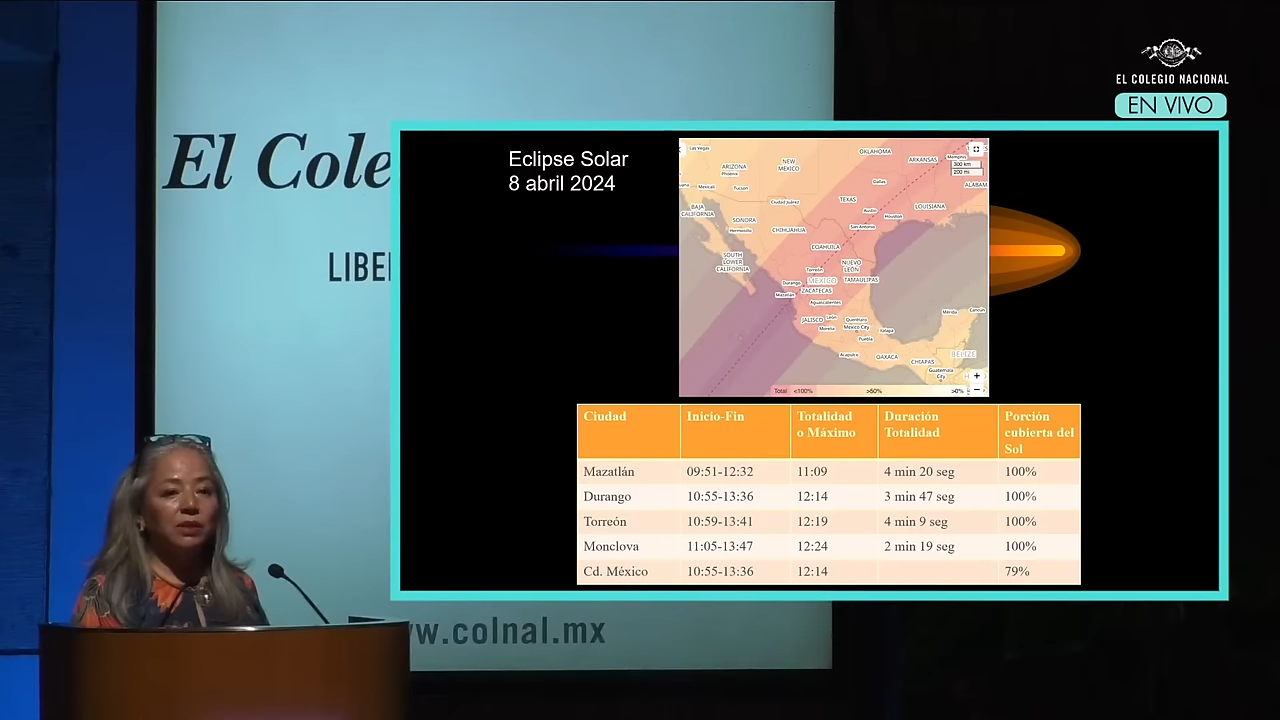 EL COLEGIO NACIONAL
EN VIVO
El Cole
LIBE
Eclipse Solar
8 abril 2024
Las Vegas
ARIZONA
Phoenix
NEW
MEXICO
OKLAHOMA
ARKANSAS
Memphis
300 km
200 mi
Mexicali
Tucson
Dallas
ALABAM
BAJA
CALIFORNIA
Ciudad Juárez
TEXAS
Austin
Houston
LOUISIANA
SONORA
Hermosillo
CHIHUAHUA
San Antonio
COAHUILA
SOUTH
LOWER
CALIFORNIA
Torreón
NUEVO
LEÓN
Durango
MEXICO
TAMAULIPAS
Mazatlán
ZACATECAS
Aguascalientes
JALISCO
León
Querétaro
Morelia
Mexico City
Xalapa
Puebla
Mérida
Cancún
Acapulco
OAXACA
CHIAPAS
BELIZE
Guatemala
City
+
−
Total <100% >50% >0%
Ciudad Inicio-Fin Totalidad o Máximo Duración Totalidad Porción cubierta del Sol
Mazatlán 09:51-12:32 11:09 4 min 20 seg 100%
Durango 10:55-13:36 12:14 3 min 47 seg 100%
Torreón 10:59-13:41 12:19 4 min 9 seg 100%
Monclova 11:05-13:47 12:24 2 min 19 seg 100%
Cd. México 10:55-13:36 12:14 79%
w.colnal.mx